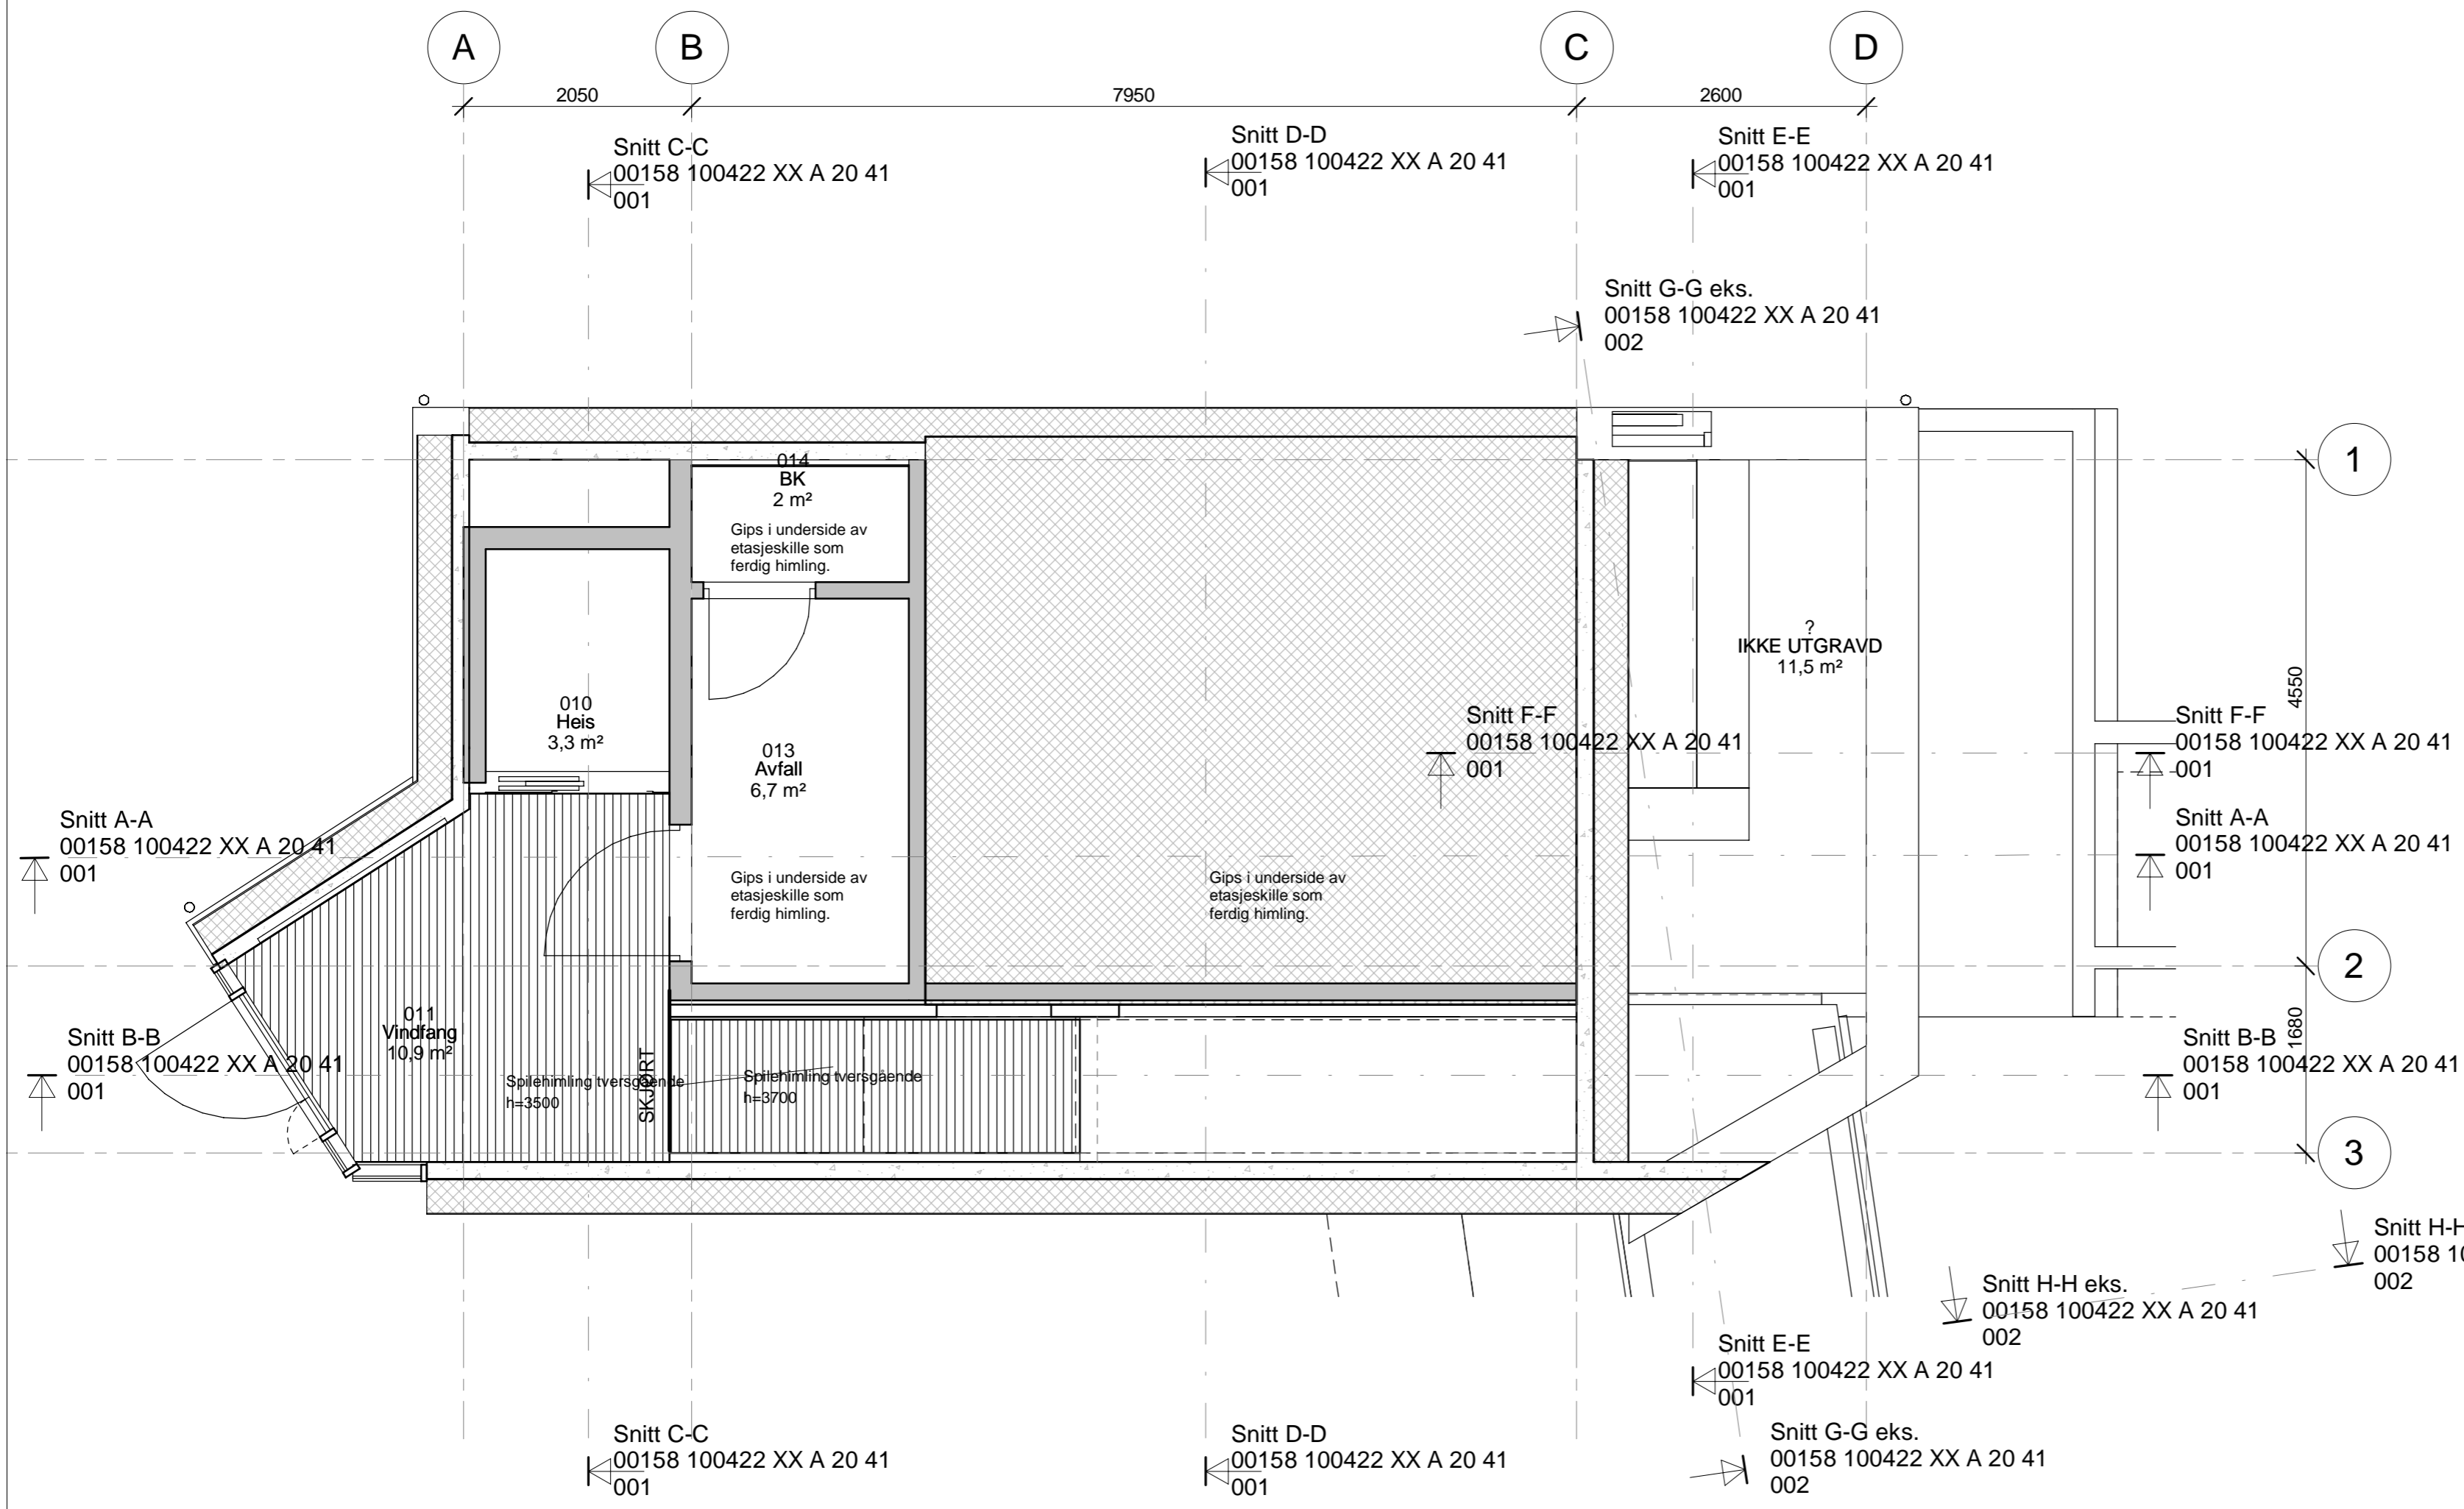 A
B
C
D
2050
7950
2600
Snitt C-C
00158 100422 XX A 20 41
001
Snitt D-D
00158 100422 XX A 20 41
001
Snitt E-E
00158 100422 XX A 20 41
001
Snitt G-G eks.
00158 100422 XX A 20 41
002
014
BK
2 m²
Gips i underside av
etasjeskille som
ferdig himling.
1
?
IKKE UTGRAVD
11,5 m²
4550
010
Heis
3,3 m²
013
Avfall
6,7 m²
Snitt F-F
00158 100422 XX A 20 41
001
Snitt F-F
00158 100422 XX A 20 41
001
Snitt A-A
00158 100422 XX A 20 41
001
Snitt A-A
00158 100422 XX A 20 41
001
Gips i underside av
etasjeskille som
ferdig himling.
Gips i underside av
etasjeskille som
ferdig himling.
2
011
Vindfang
10,9 m²
Snitt B-B
00158 100422 XX A 20 41
001
1680
Snitt B-B
00158 100422 XX A 20 41
001
Spilehimling tversgående
h=3500
SKJØRT
Spilehimling tversgående
h=3700
3
Snitt H-H
00158 10
002
Snitt H-H eks.
00158 100422 XX A 20 41
002
Snitt E-E
00158 100422 XX A 20 41
001
Snitt C-C
00158 100422 XX A 20 41
001
Snitt D-D
00158 100422 XX A 20 41
001
Snitt G-G eks.
00158 100422 XX A 20 41
002